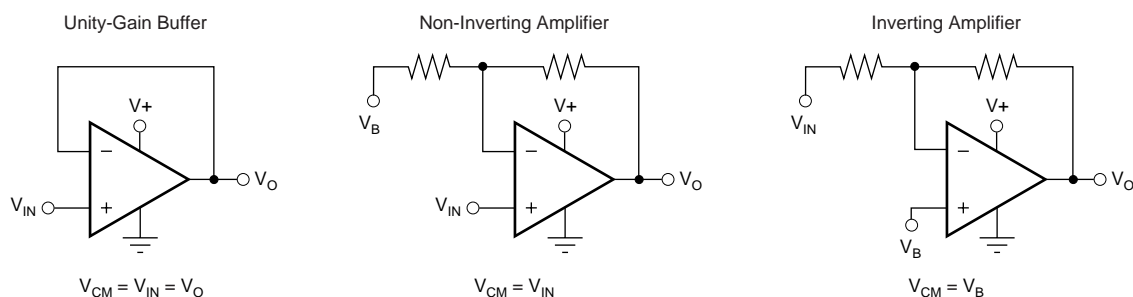 Unity-Gain Buffer
V+
−
+
V_IN
V_O
V_CM = V_IN = V_O
Non-Inverting Amplifier
V_B
V+
−
+
V_IN
V_O
V_CM = V_IN
Inverting Amplifier
V_IN
V+
−
+
V_B
V_O
V_CM = V_B